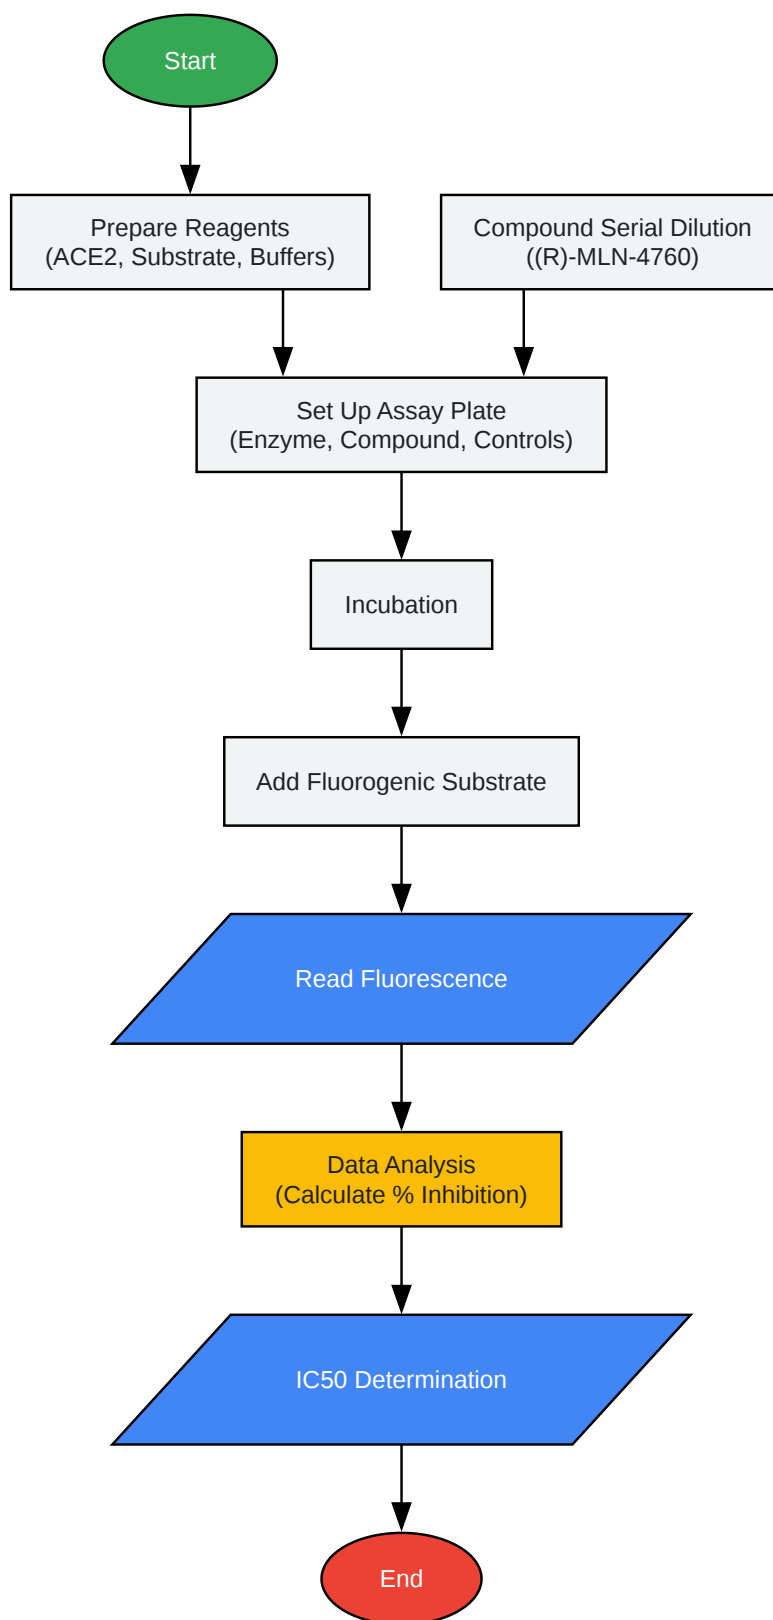 Start
Prepare Reagents
(ACE2, Substrate, Buffers)
Compound Serial Dilution
((R)-MLN-4760)
Set Up Assay Plate
(Enzyme, Compound, Controls)
Incubation
Add Fluorogenic Substrate
Read Fluorescence
Data Analysis
(Calculate % Inhibition)
IC50 Determination
End